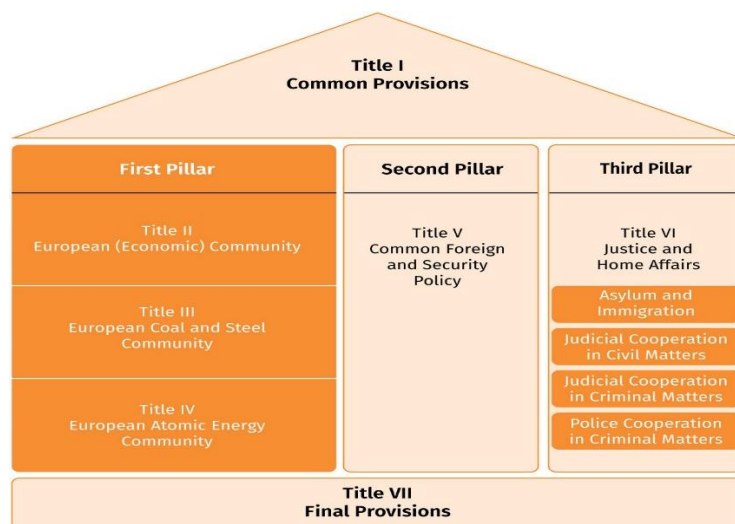 Title I
Common Provisions
First Pillar
Title II
European (Economic) Community
Title III
European Coal and Steel
Community
Title IV
European Atomic Energy
Community
Second Pillar
Title V
Common Foreign
and Security
Policy
Third Pillar
Title VI
Justice and
Home Affairs
Asylum and
Immigration
Judicial Cooperation
in Civil Matters
Judicial Cooperation
in Criminal Matters
Police Cooperation
in Criminal Matters
Title VII
Final Provisions